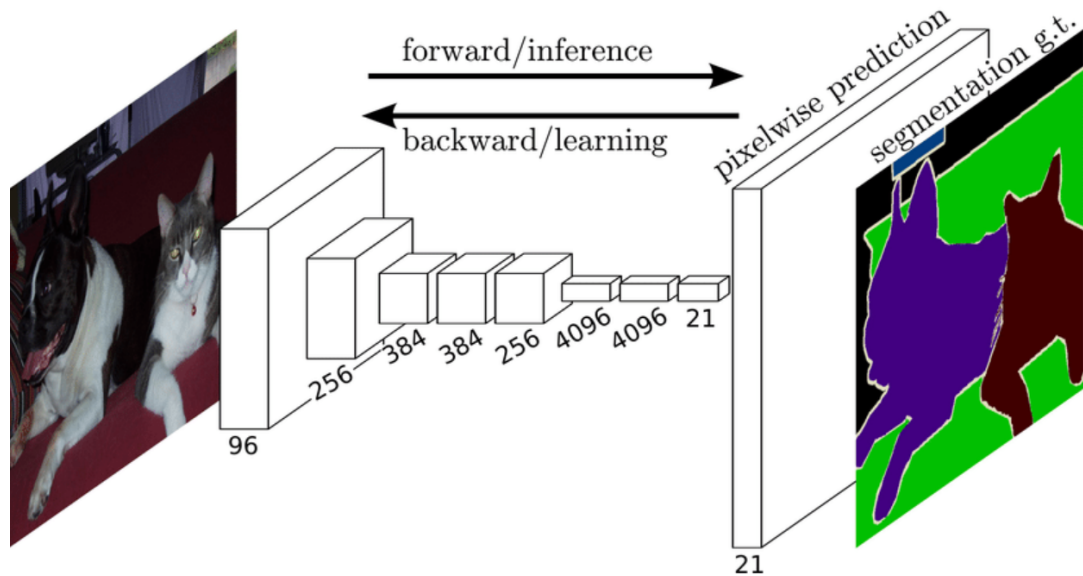 forward/inference
backward/learning
pixelwise prediction
segmentation g.t.
96
256
384
384
256
4096
4096
21
21